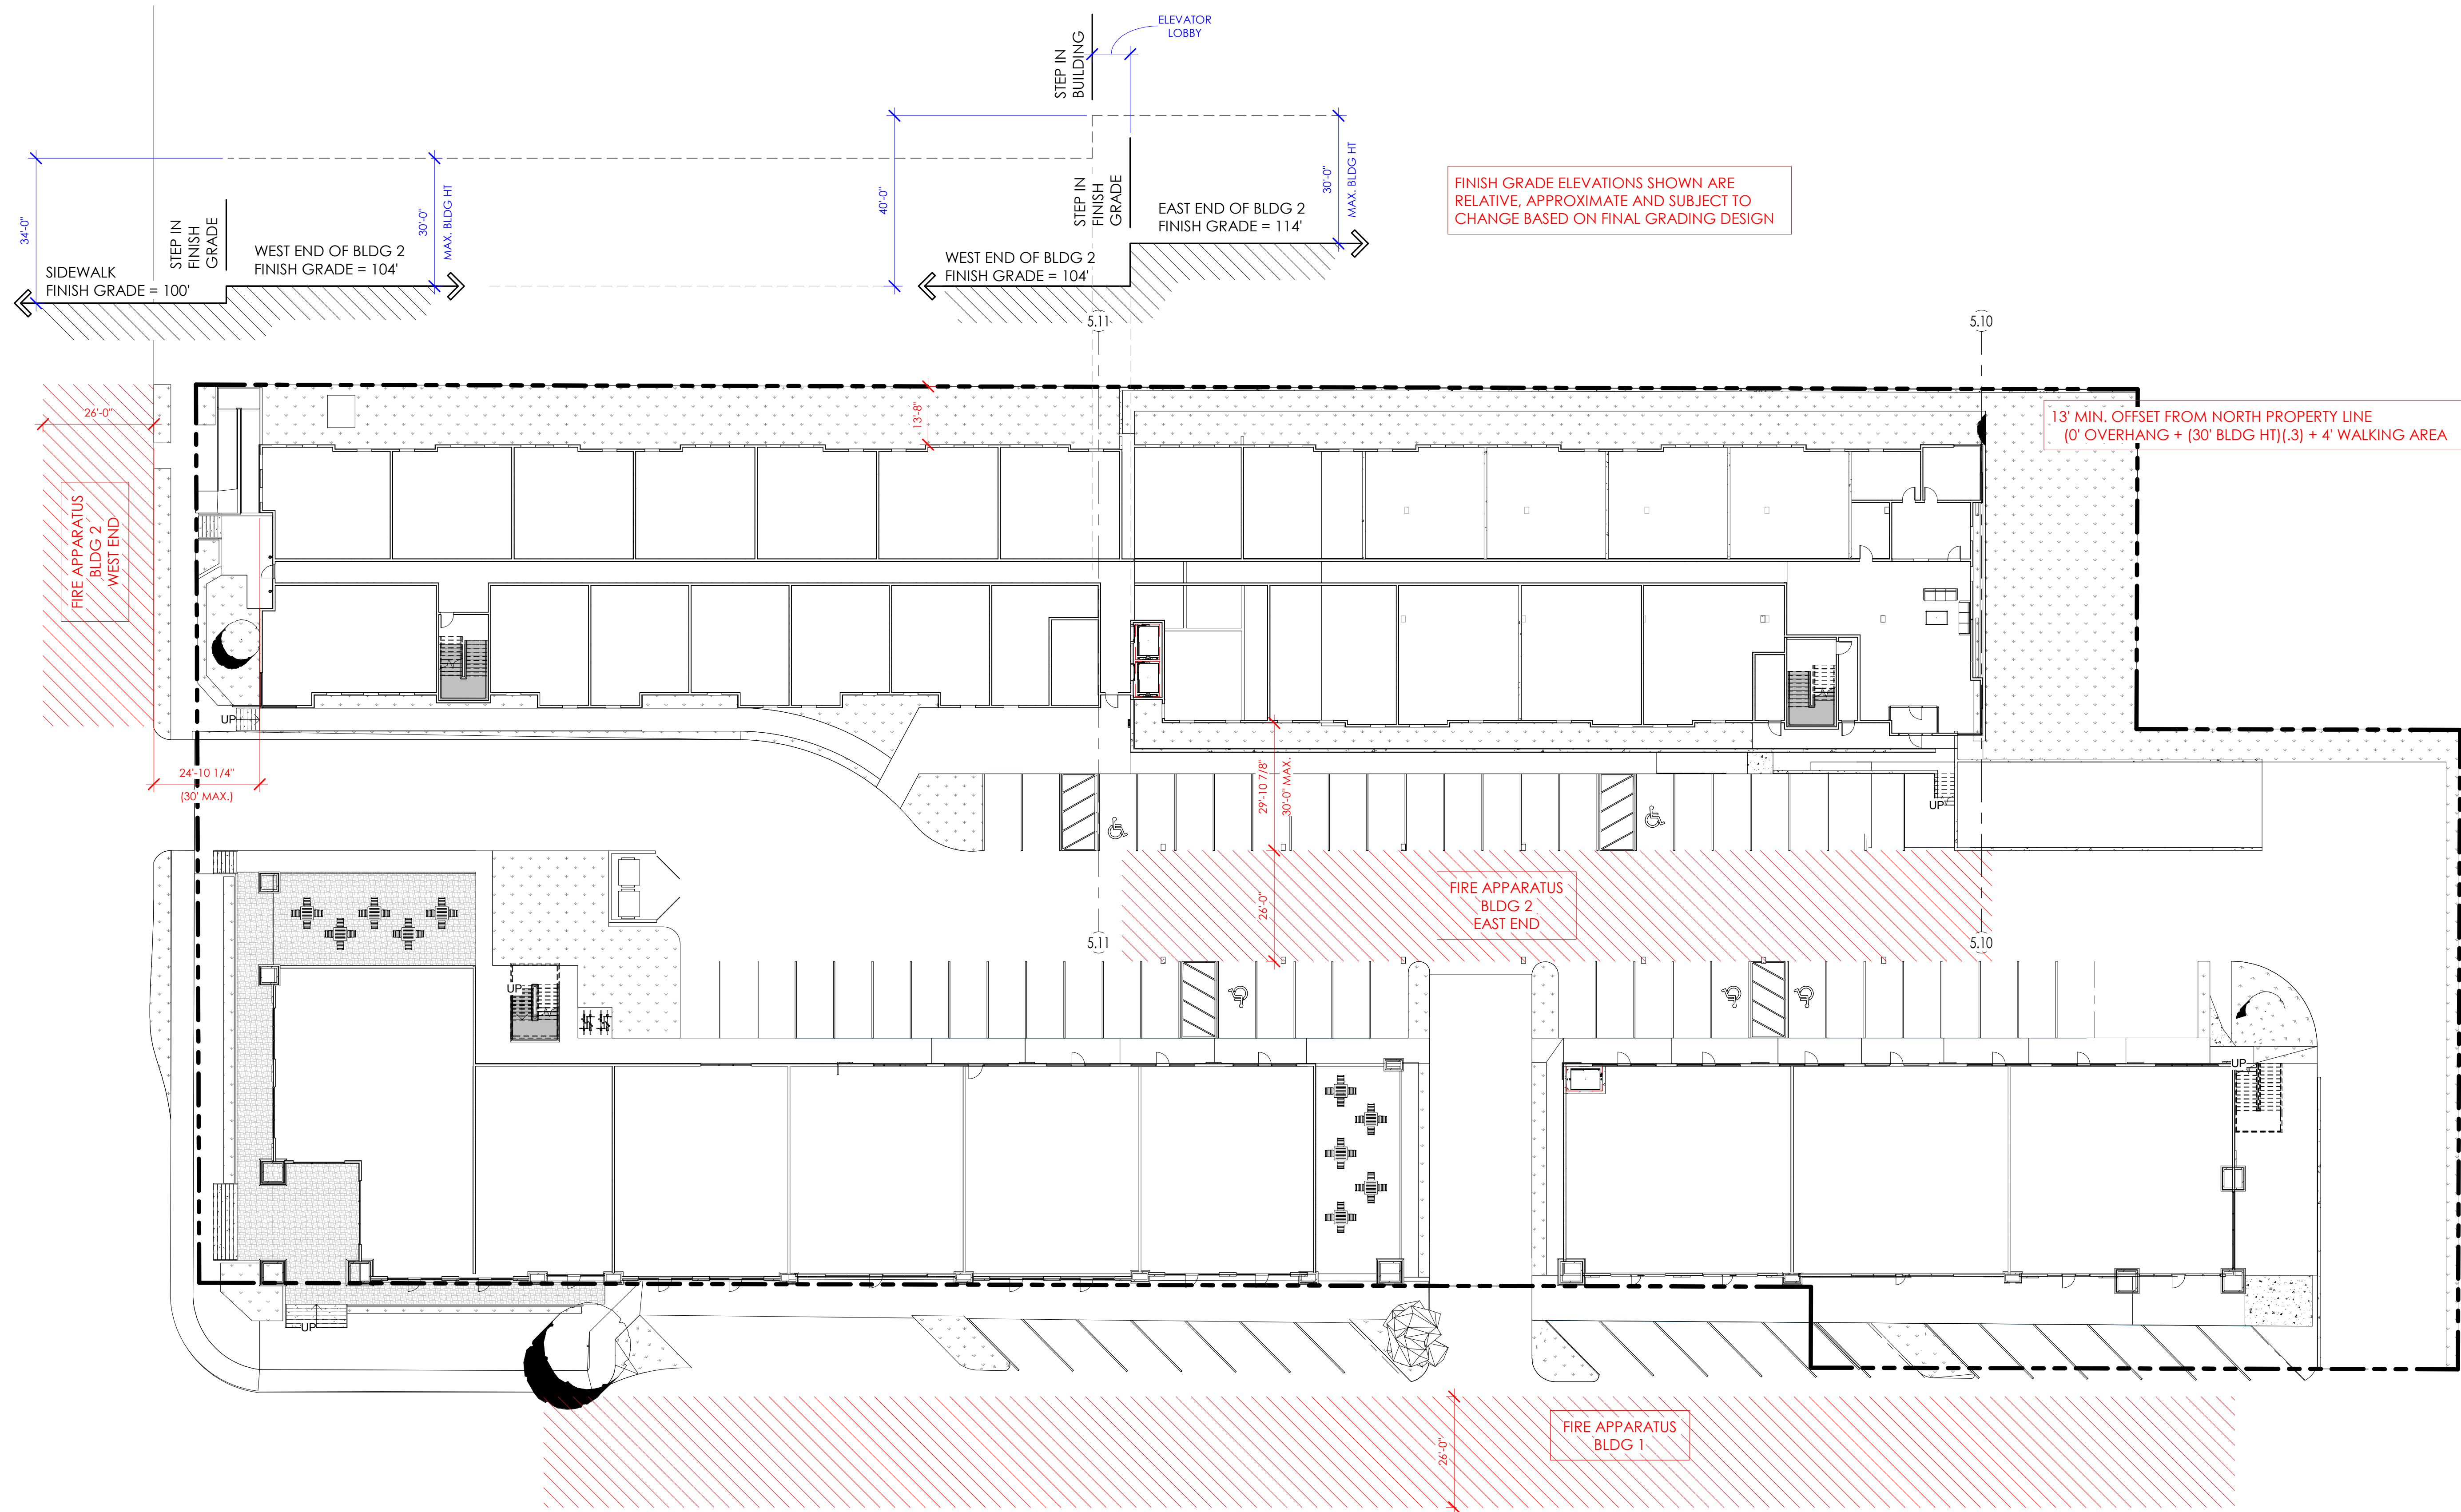 ELEVATOR
LOBBY
STEP IN
BUILDING
34'-0"
STEP IN
FINISH
GRADE
30'-0"
MAX. BLDG HT
40'-0"
STEP IN
FINISH
GRADE
30'-0"
MAX. BLDG HT
SIDEWALK
FINISH GRADE = 100'
WEST END OF BLDG 2
FINISH GRADE = 104'
WEST END OF BLDG 2
FINISH GRADE = 104'
EAST END OF BLDG 2
FINISH GRADE = 114'
FINISH GRADE ELEVATIONS SHOWN ARE
RELATIVE, APPROXIMATE AND SUBJECT TO
CHANGE BASED ON FINAL GRADING DESIGN
5.11
5.10
26'-0"
13'-8"
13' MIN. OFFSET FROM NORTH PROPERTY LINE
(0' OVERHANG + (30' BLDG HT)(.3) + 4' WALKING AREA
FIRE APPARATUS
BLDG 2
WEST END
UP
24'-10 1/4"
(30' MAX.)
29'-10 7/8"
30'-0" MAX.
UP
26'-0"
FIRE APPARATUS
BLDG 2
EAST END
5.11
5.10
UP
UP
UP
FIRE APPARATUS
BLDG 1
26'-0"